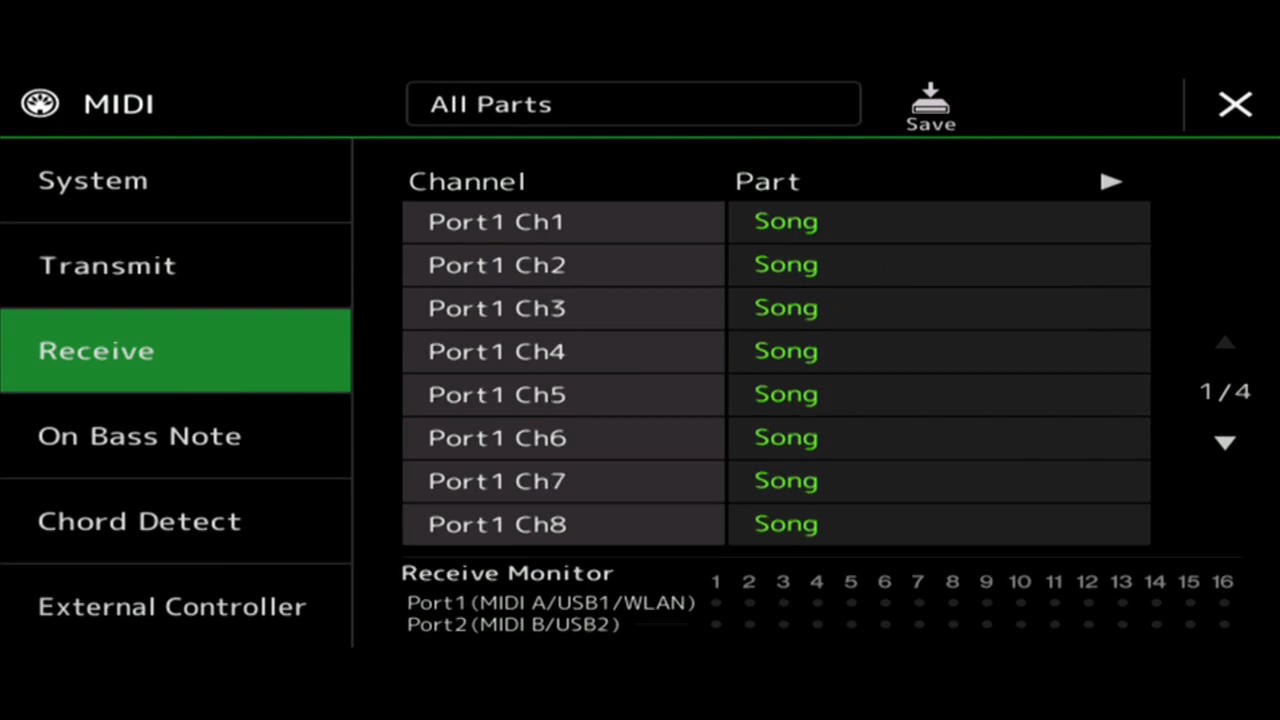 MIDI
All Parts
Save
System
Transmit
Receive
On Bass Note
Chord Detect
External Controller
Channel Part
Port1 Ch1 Song
Port1 Ch2 Song
Port1 Ch3 Song
Port1 Ch4 Song
Port1 Ch5 Song
Port1 Ch6 Song
Port1 Ch7 Song
Port1 Ch8 Song
1/4
Receive Monitor 1 2 3 4 5 6 7 8 9 10 11 12 13 14 15 16
Port1(MIDI A/USB1/WLAN)
Port2(MIDI B/USB2)